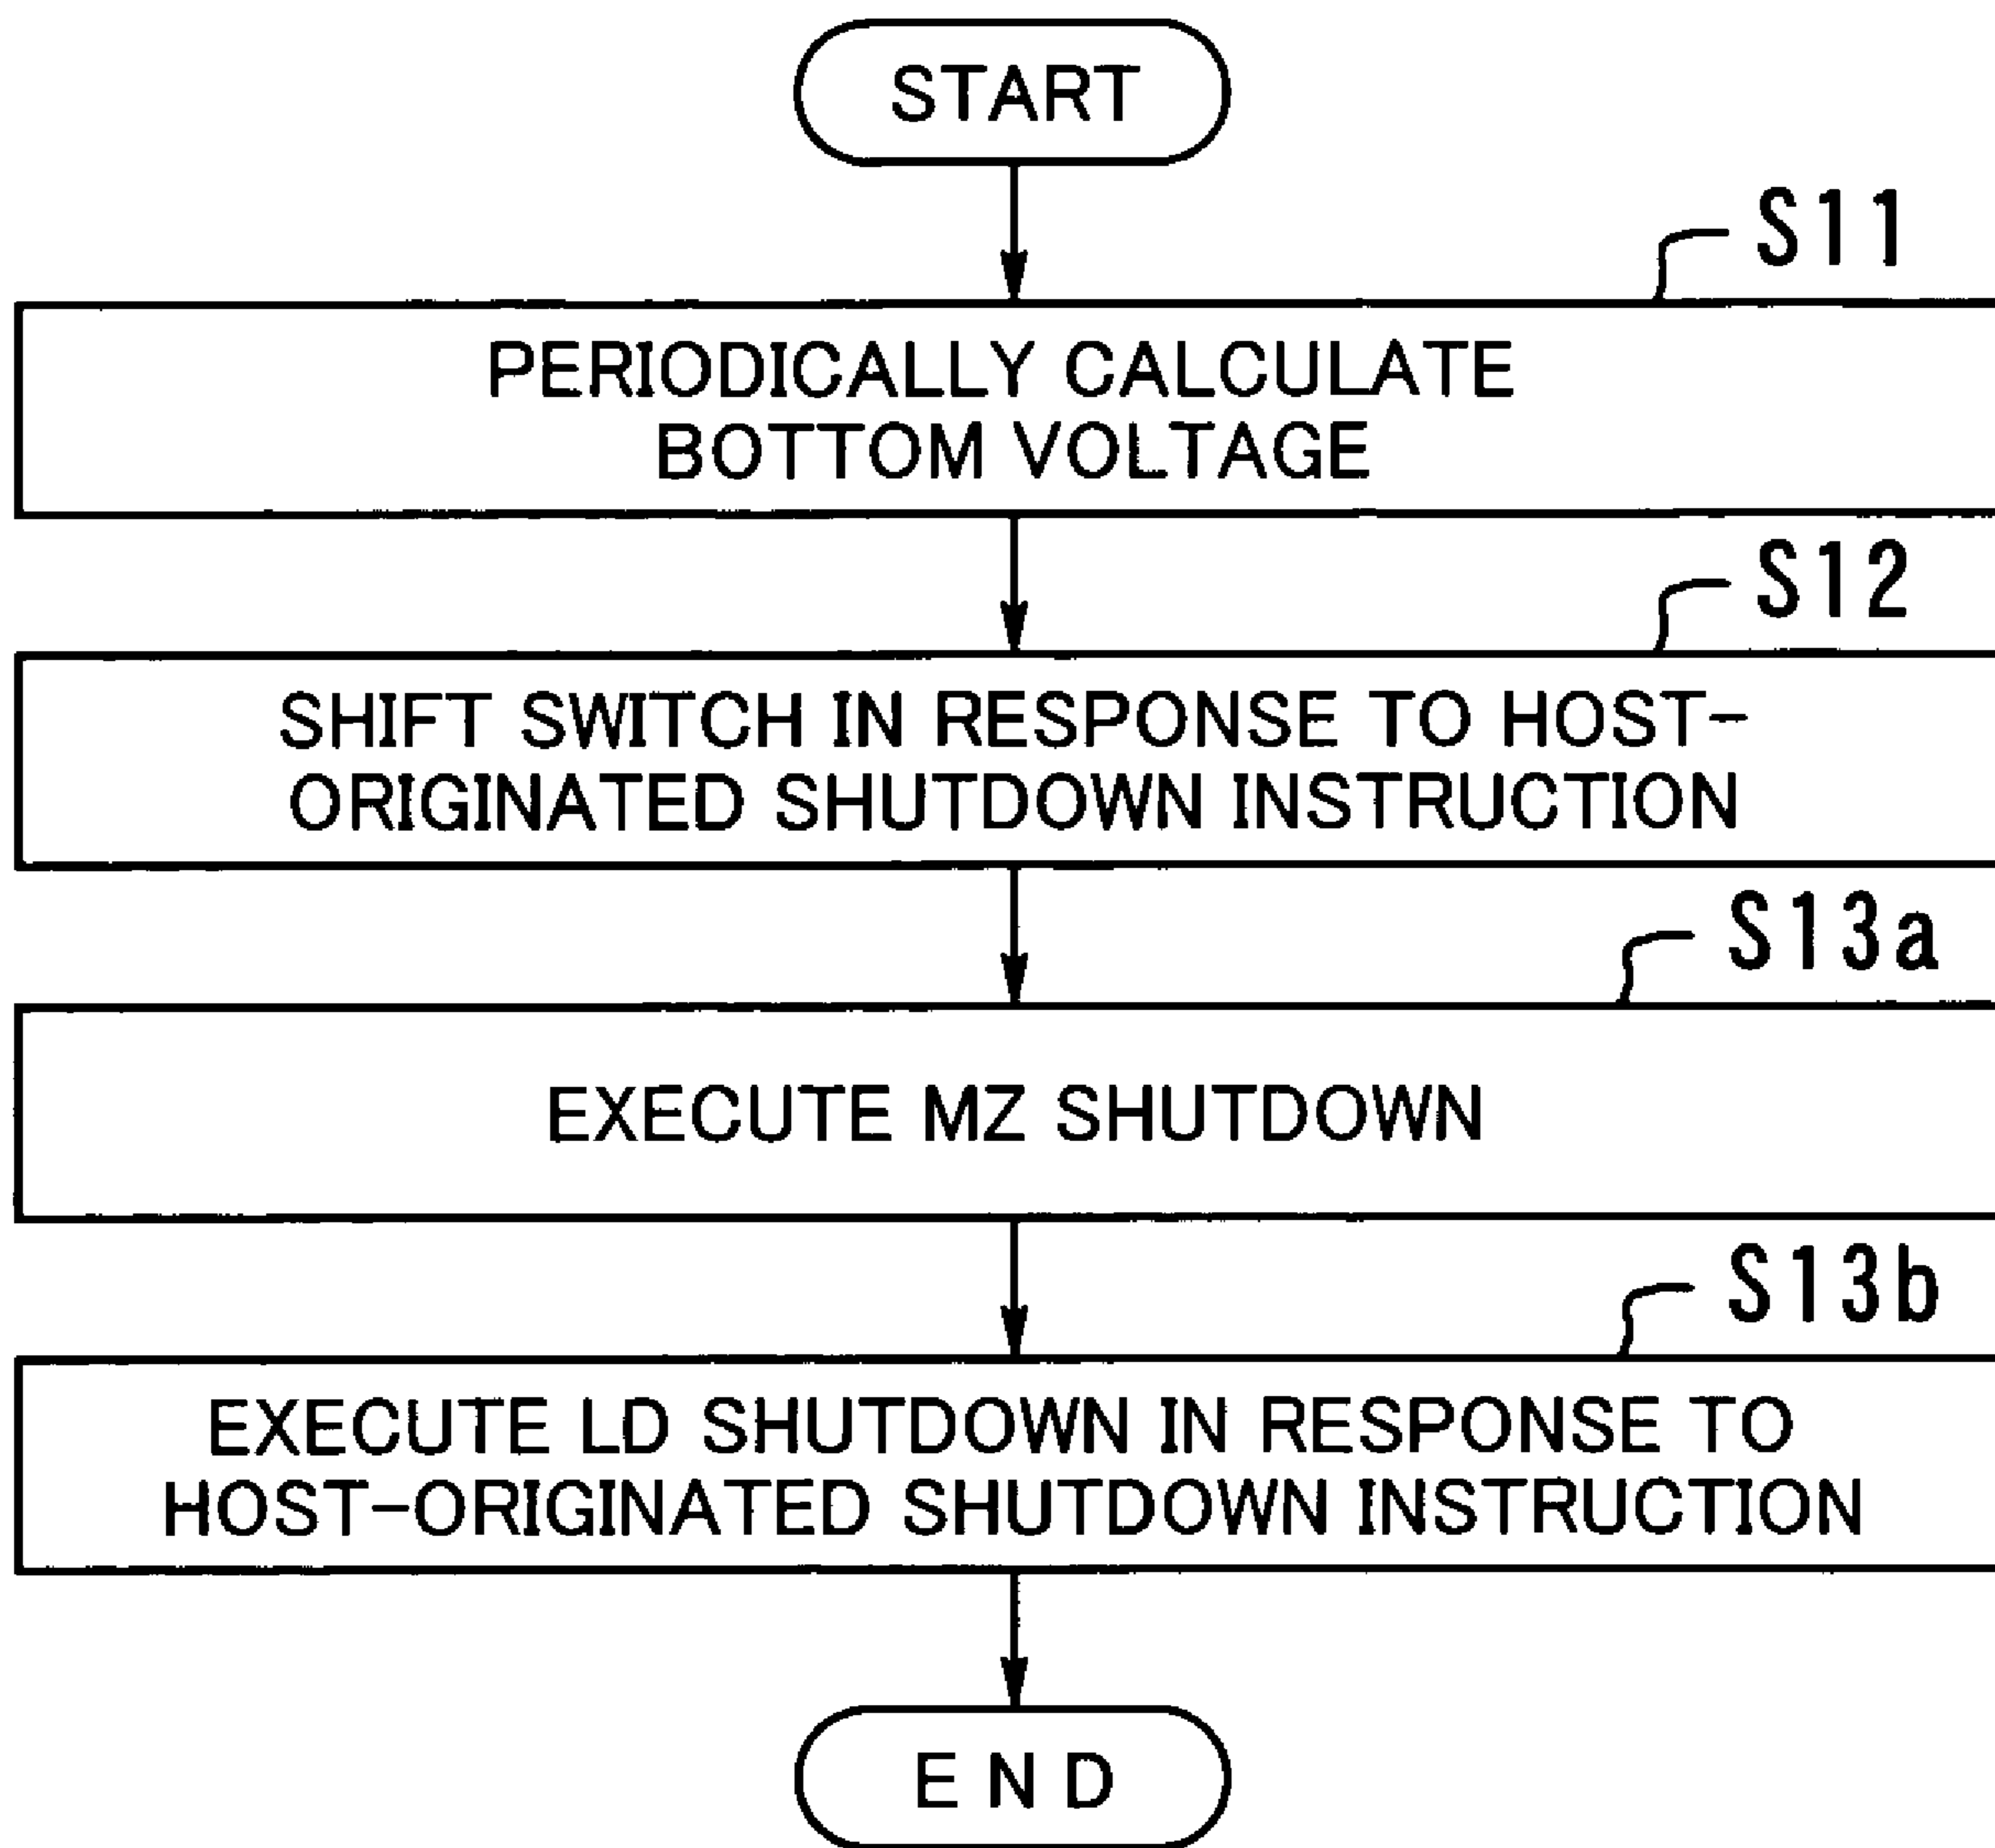 START
S11
PERIODICALLY CALCULATE
BOTTOM VOLTAGE
S12
SHIFT SWITCH IN RESPONSE TO HOST-
ORIGINATED SHUTDOWN INSTRUCTION
S13a
EXECUTE MZ SHUTDOWN
S13b
EXECUTE LD SHUTDOWN IN RESPONSE TO
HOST-ORIGINATED SHUTDOWN INSTRUCTION
END